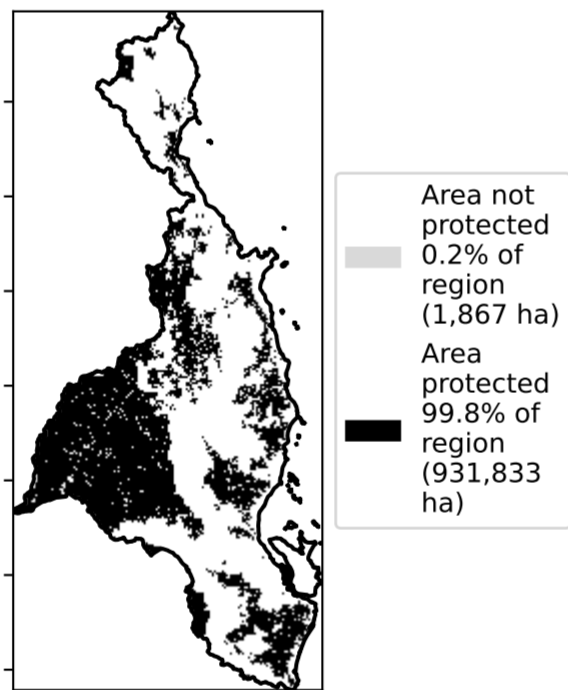 Area not
protected
0.2% of
region
(1,867 ha)
Area
protected
99.8% of
region
(931,833
ha)